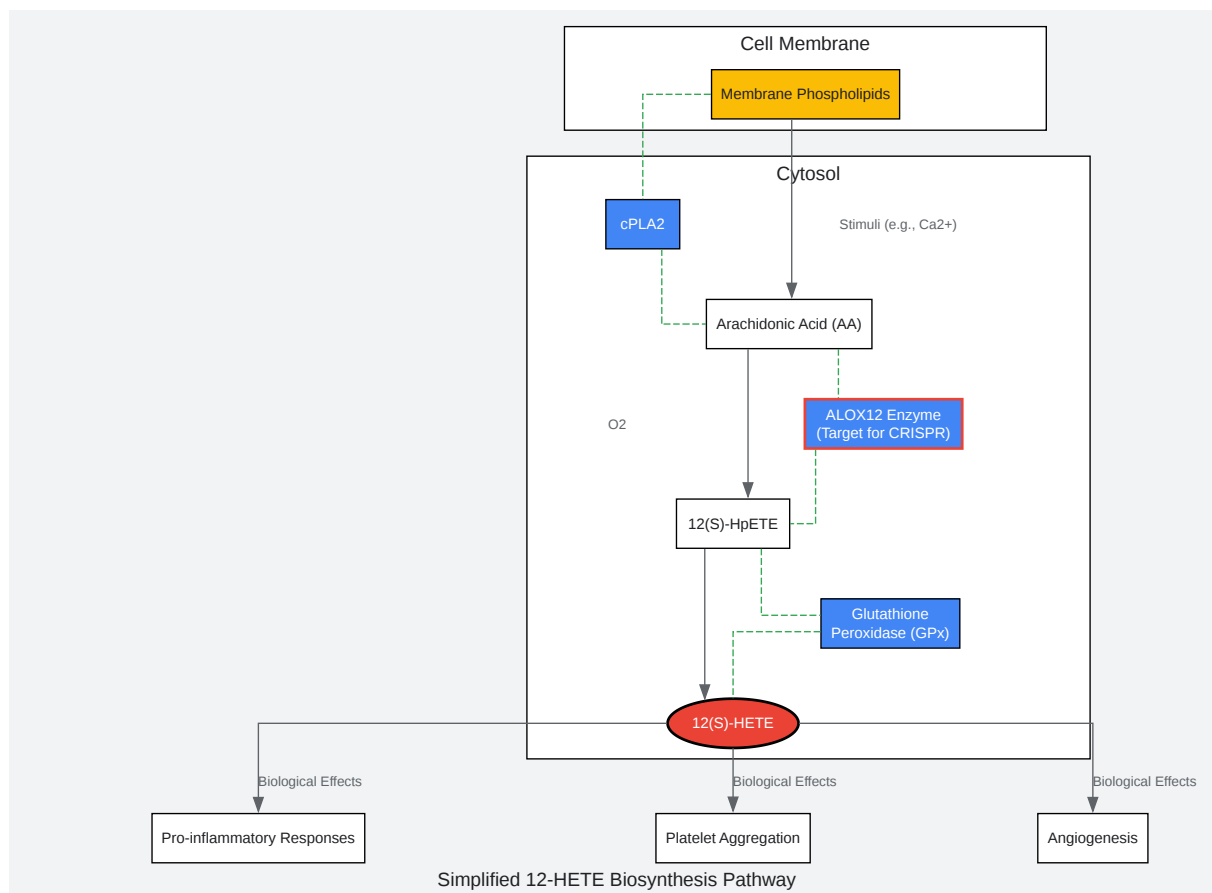 Cell Membrane
Membrane Phospholipids
Cytosol
cPLA2
Stimuli (e.g., Ca2+)
Arachidonic Acid (AA)
ALOX12 Enzyme
(Target for CRISPR)
O2
12(S)-HpETE
Glutathione
Peroxidase (GPx)
12(S)-HETE
Biological Effects
Biological Effects
Biological Effects
Pro-inflammatory Responses
Platelet Aggregation
Angiogenesis
Simplified 12-HETE Biosynthesis Pathway